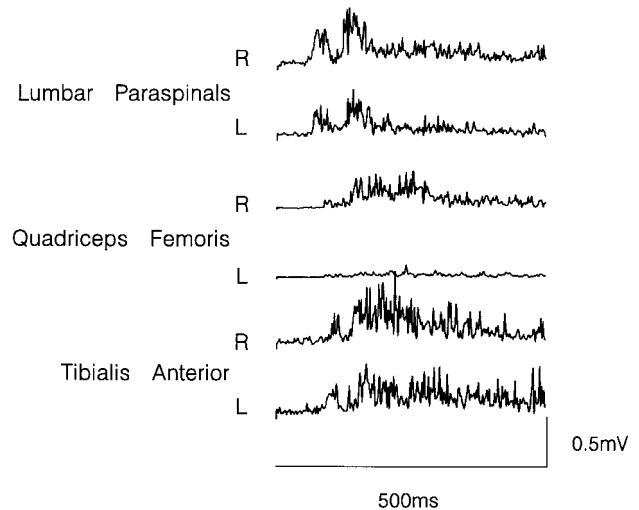 R
Lumbar Paraspinals
L
R
Quadriceps Femoris
L
R
Tibialis Anterior
L
0.5mV
500ms